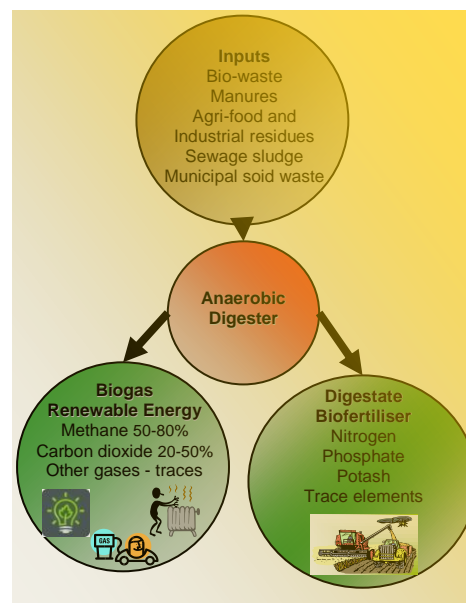 Inputs
Bio-waste
Manures
Agri-food and
Industrial residues
Sewage sludge
Municipal soid waste
Anaerobic
Digester
Biogas
Renewable Energy
Methane 50-80%
Carbon dioxide 20-50%
Other gases - traces
GAS
Digestate
Biofertiliser
Nitrogen
Phosphate
Potash
Trace elements